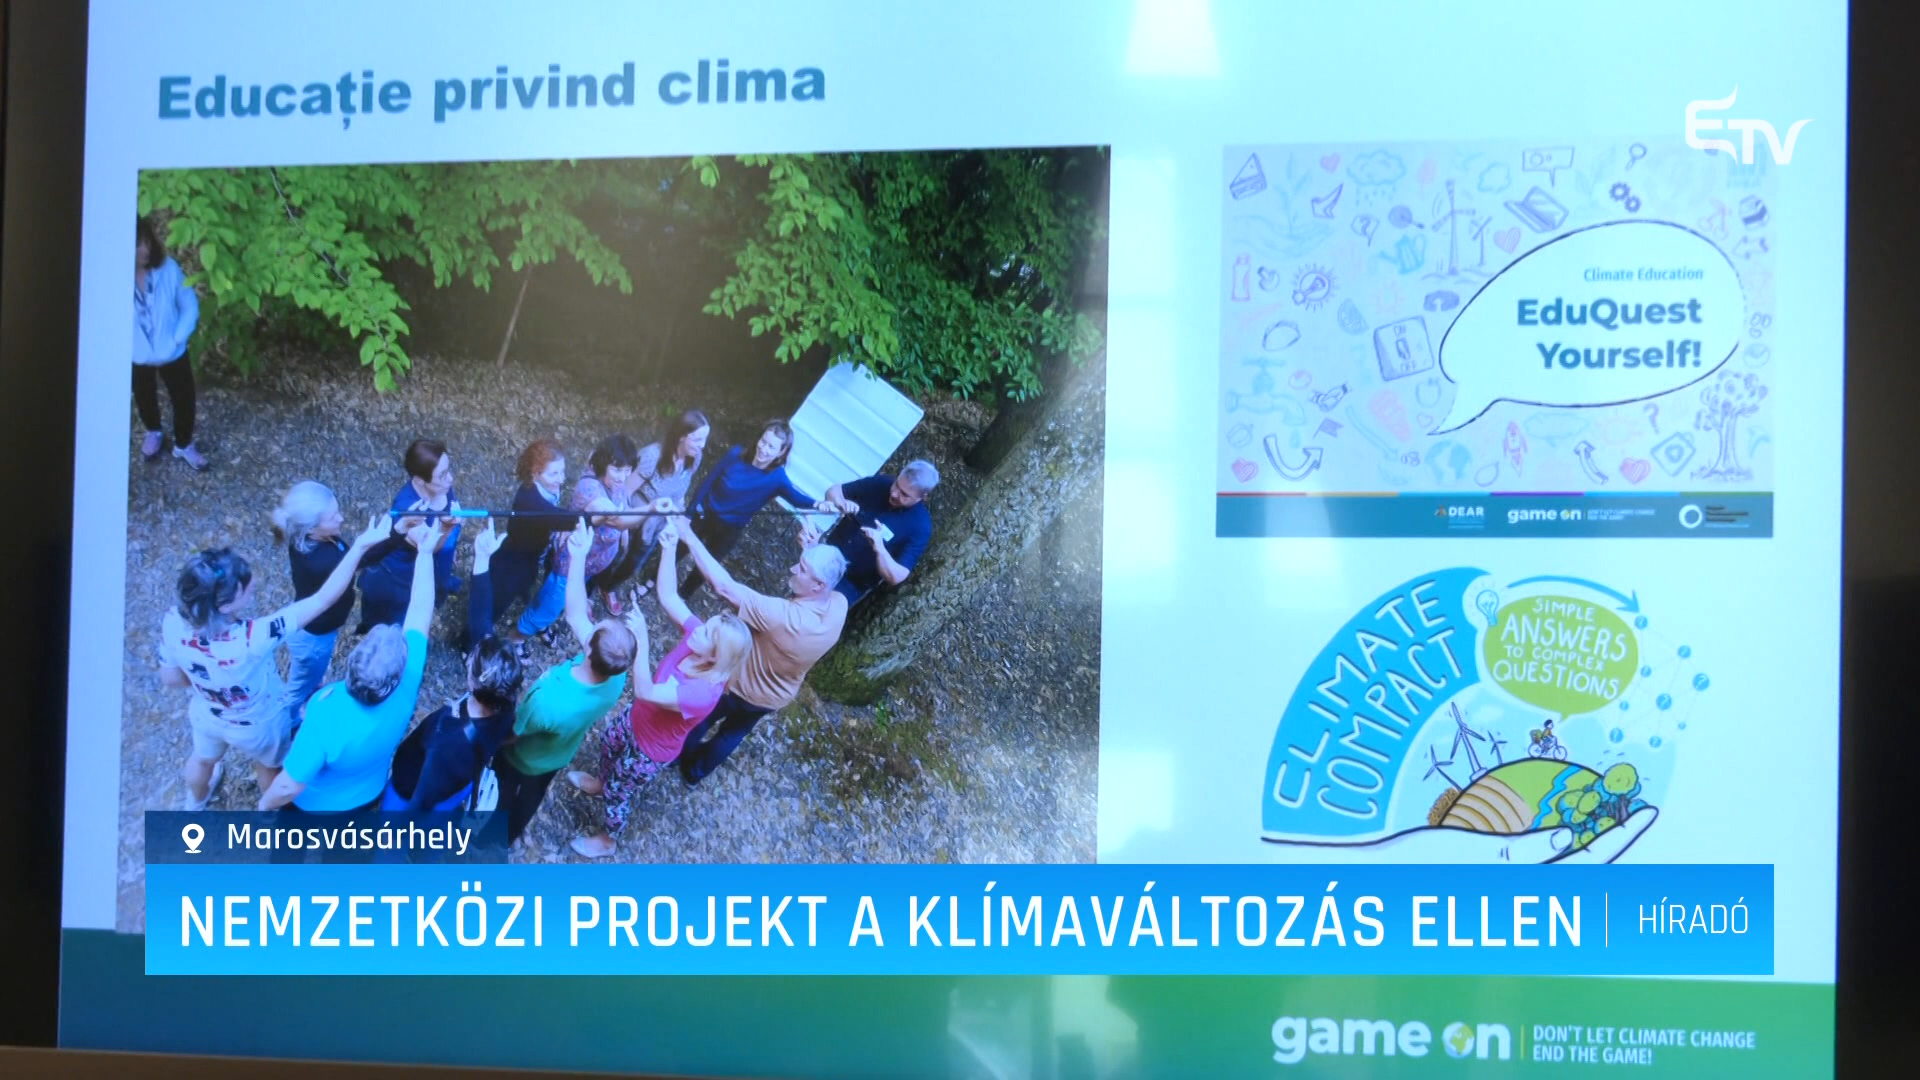 Educație privind clima
ETV
Climate Education
EduQuest
Yourself!
DEAR
game on
CLIMATE
COMPACT
SIMPLE
ANSWERS
TO COMPLEX
QUESTIONS
Marosvásárhely
NEMZETKÖZI PROJEKT A KLÍMAVÁLTOZÁS ELLEN
HÍRADÓ
game on
DON'T LET CLIMATE CHANGE
END THE GAME!